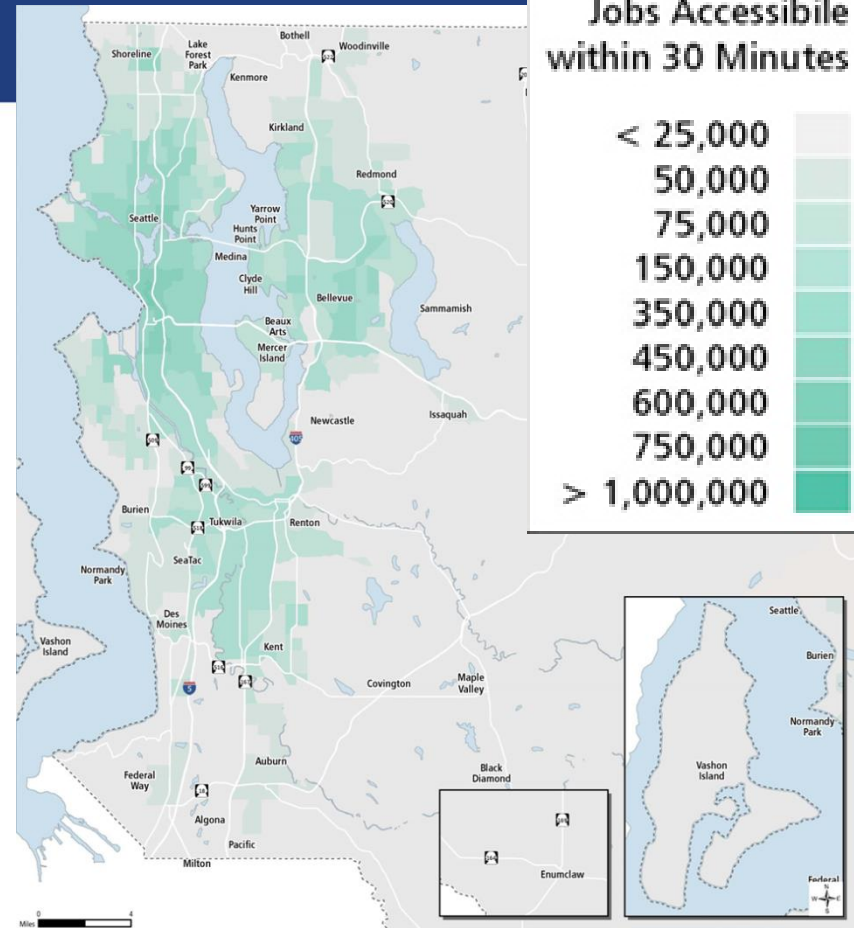 Jobs Accessibile
within 30 Minutes
< 25,000
50,000
75,000
150,000
350,000
450,000
600,000
750,000
> 1,000,000
Bothell
Woodinville
Shoreline
Lake
Forest
Park
Kenmore
Kirkland
Redmond
Yarrow
Point
Hunts
Point
Seattle
Medina
Clyde
Hill
Bellevue
Sammamish
Beaux
Arts
Mercer
Island
Newcastle
Issaquah
Burien
Tukwila
Renton
SeaTac
Normandy
Park
Des
Moines
Vashon
Island
Kent
Covington
Maple
Valley
Black
Diamond
Auburn
Federal
Way
Algona
Pacific
Milton
Enumclaw
Seattle
Burien
Normandy
Park
Vashon
Island
Federal
N
W E
S
0 4
Miles